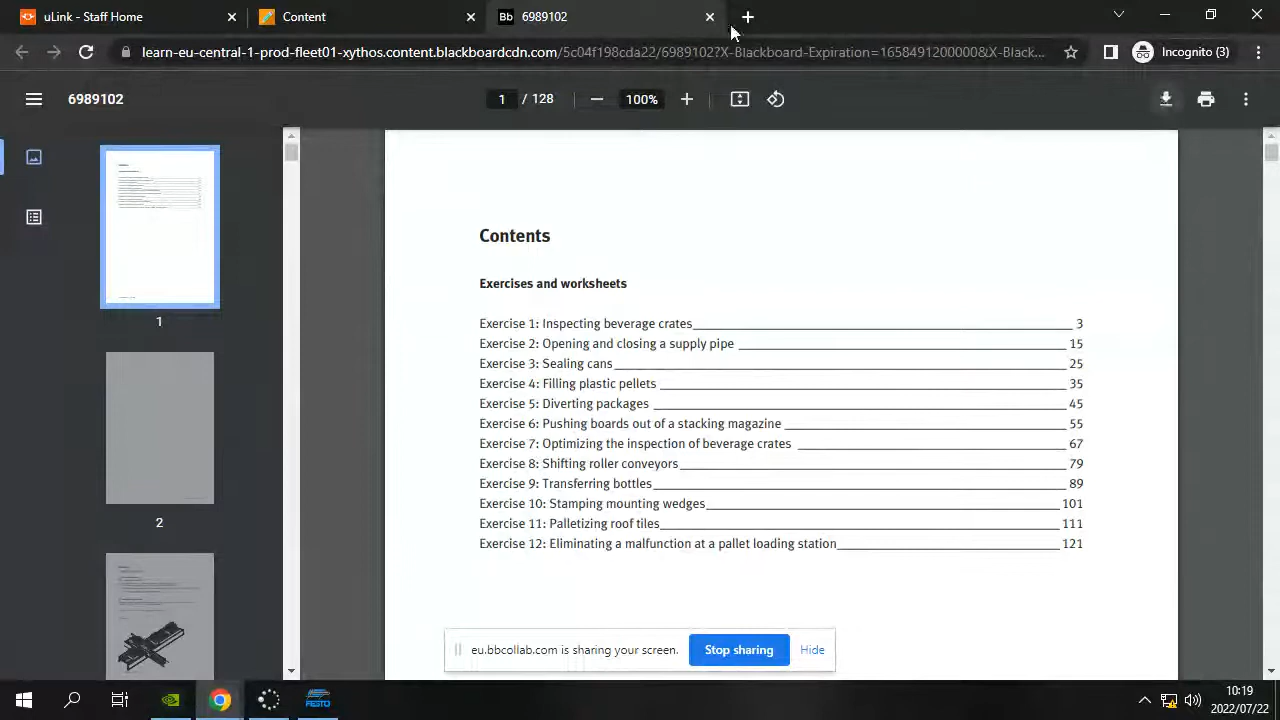 uLink - Staff Home
Content
Bb 6989102
learn-eu-central-1-prod-fleet01-xythos.content.blackboardcdn.com/5c04f198cda22/6989102?X-Blackboard-Expiration=1658491200000&X-Black...
Incognito (3)
6989102
1 / 128
100%
Contents
Exercises and worksheets
Exercise 1: Inspecting beverage crates 3
Exercise 2: Opening and closing a supply pipe 15
Exercise 3: Sealing cans 25
Exercise 4: Filling plastic pellets 35
Exercise 5: Diverting packages 45
Exercise 6: Pushing boards out of a stacking magazine 55
Exercise 7: Optimizing the inspection of beverage crates 67
Exercise 8: Shifting roller conveyors 79
Exercise 9: Transferring bottles 89
Exercise 10: Stamping mounting wedges 101
Exercise 11: Palletizing roof tiles 111
Exercise 12: Eliminating a malfunction at a pallet loading station 121
1
2
eu.bbcollab.com is sharing your screen.
Stop sharing
Hide
FESTO
10:19
2022/07/22